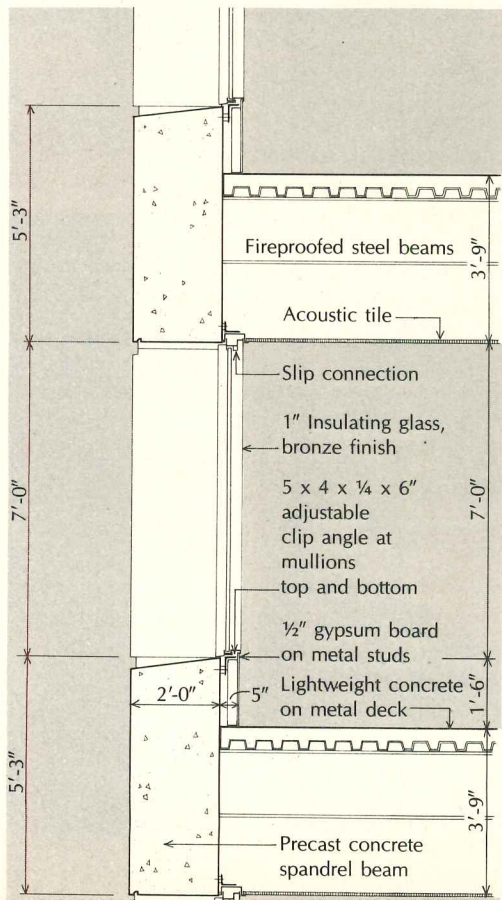 5'-3"
Fireproofed steel beams
3'-9"
Acoustic tile
Slip connection
1" Insulating glass,
bronze finish
7'-0"
7'-0"
5 x 4 x ¼ x 6"
adjustable
clip angle at
mullions
top and bottom
½" gypsum board
on metal studs
2'-0"
5"
Lightweight concrete
on metal deck
1'-6"
5'-3"
3'-9"
Precast concrete
spandrel beam